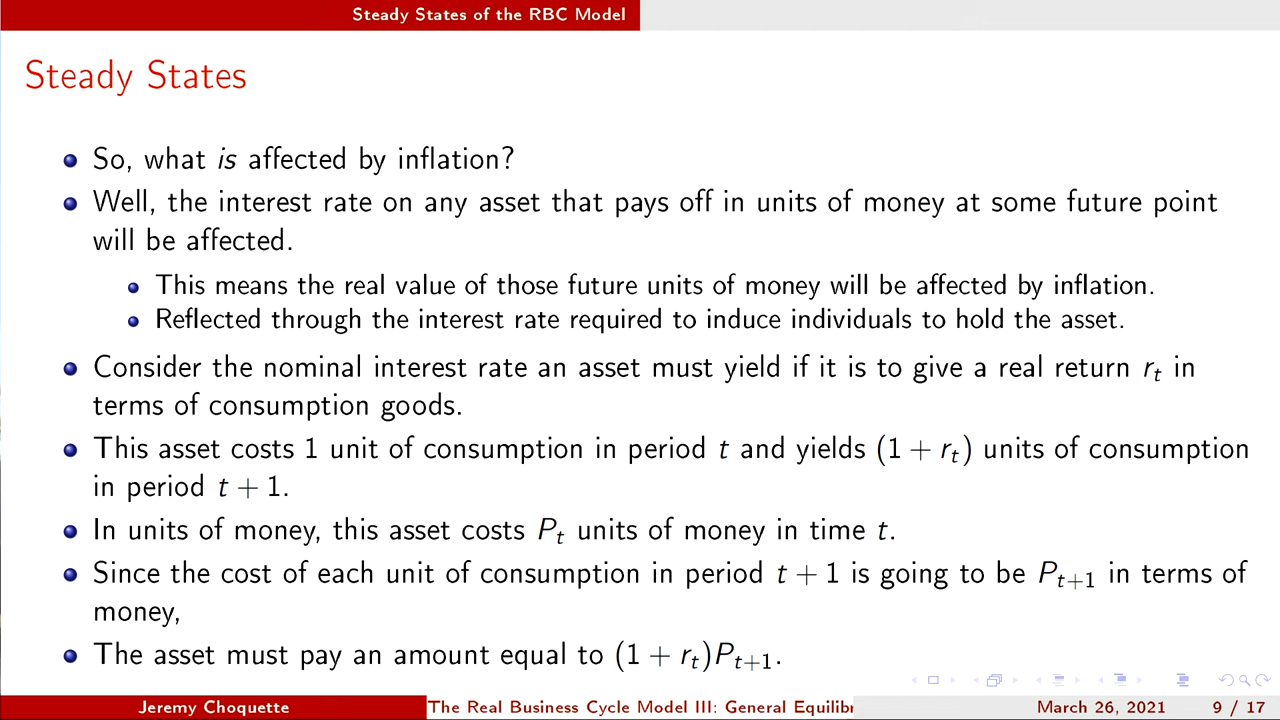 Steady States of the RBC Model
Steady States
So, what is affected by inflation?
Well, the interest rate on any asset that pays off in units of money at some future point
will be affected.
This means the real value of those future units of money will be affected by inflation.
Reflected through the interest rate required to induce individuals to hold the asset.
Consider the nominal interest rate an asset must yield if it is to give a real return r_t in
terms of consumption goods.
This asset costs 1 unit of consumption in period t and yields (1 + r_t) units of consumption
in period t + 1.
In units of money, this asset costs P_t units of money in time t.
Since the cost of each unit of consumption in period t + 1 is going to be P_{t+1} in terms of
money,
The asset must pay an amount equal to (1 + r_t)P_{t+1}.
Jeremy Choquette The Real Business Cycle Model III: General Equilibr March 26, 2021 9 / 17